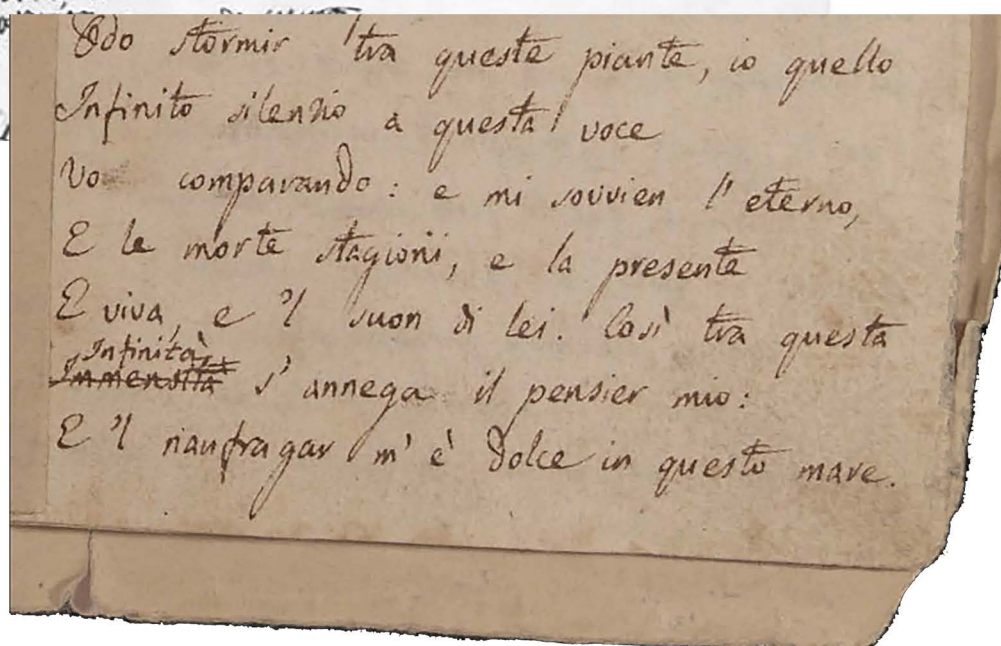 Odo stormir tra queste piante, io quello
Infinito silenzio a questa voce
Vo comparando: e mi sovvien l'eterno,
E le morte stagioni, e la presente
E viva, e 'l suon di lei. Così tra questa
Infinità
Immensità s'annega il pensier mio:
E 'l naufragar m'è dolce in questo mare.